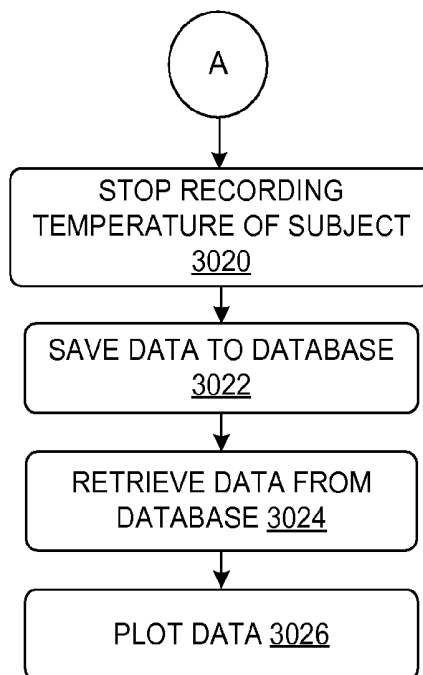 A
STOP RECORDING
TEMPERATURE OF SUBJECT
3020
SAVE DATA TO DATABASE
3022
RETRIEVE DATA FROM
DATABASE 3024
PLOT DATA 3026